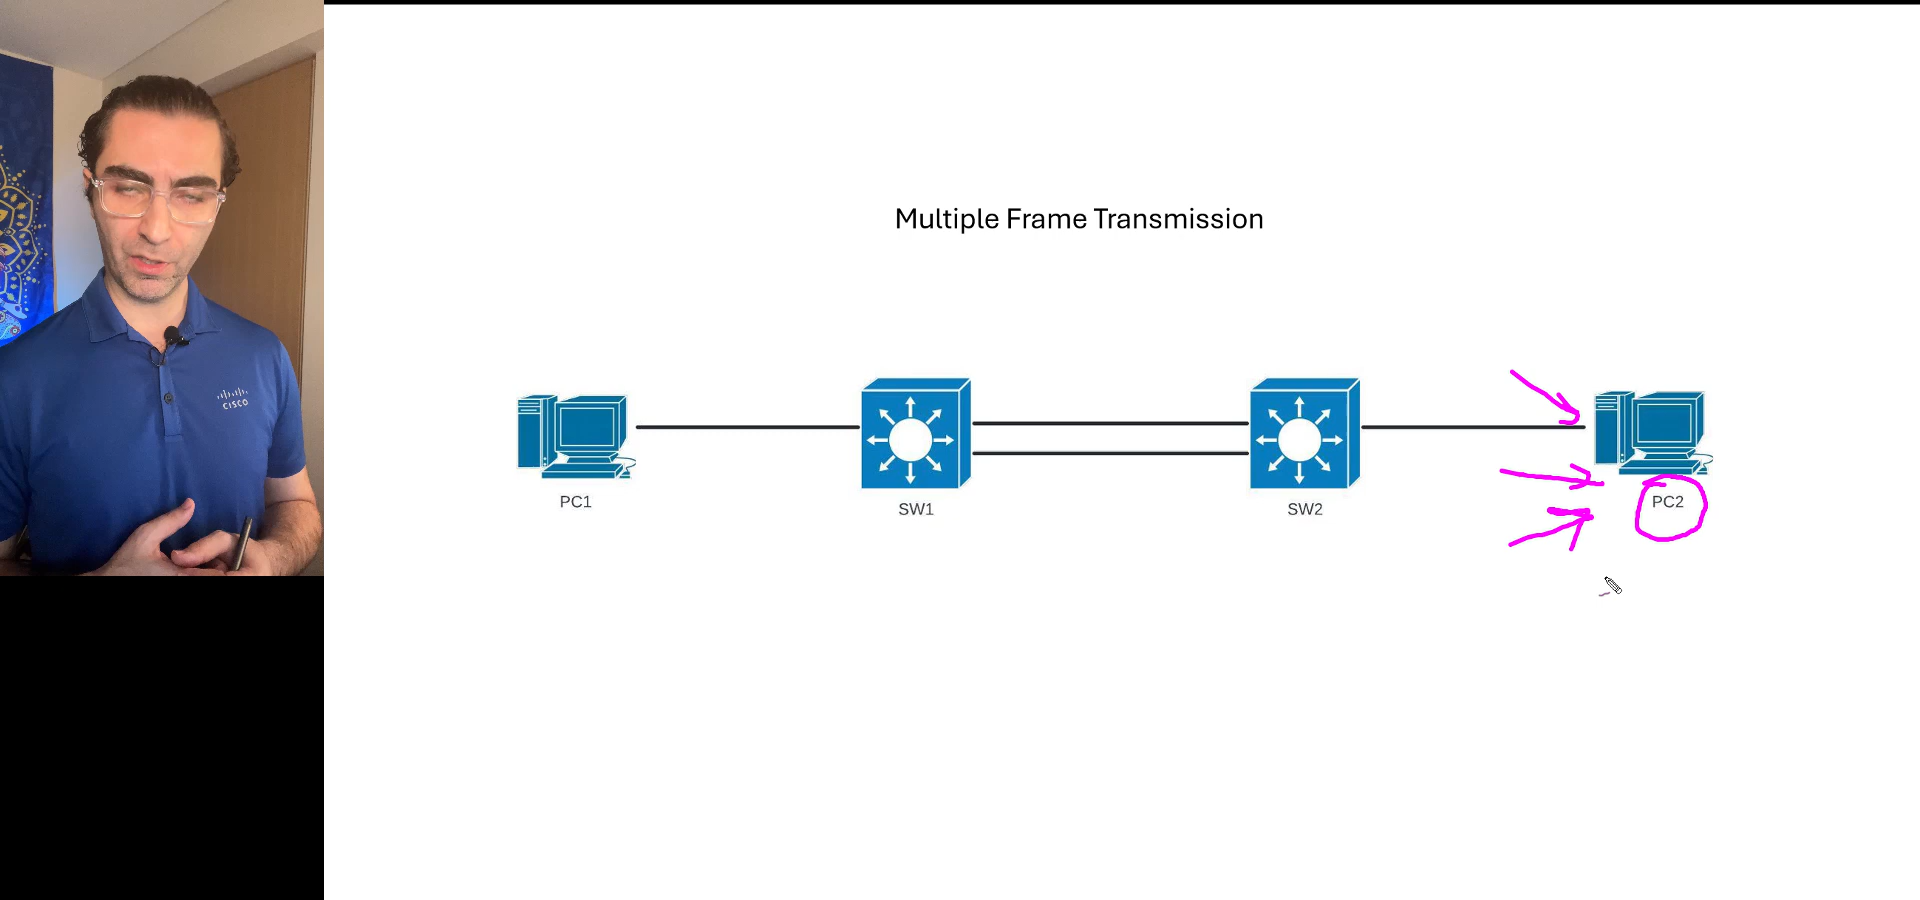 Multiple Frame Transmission
CISCO
PC1
SW1
SW2
PC2